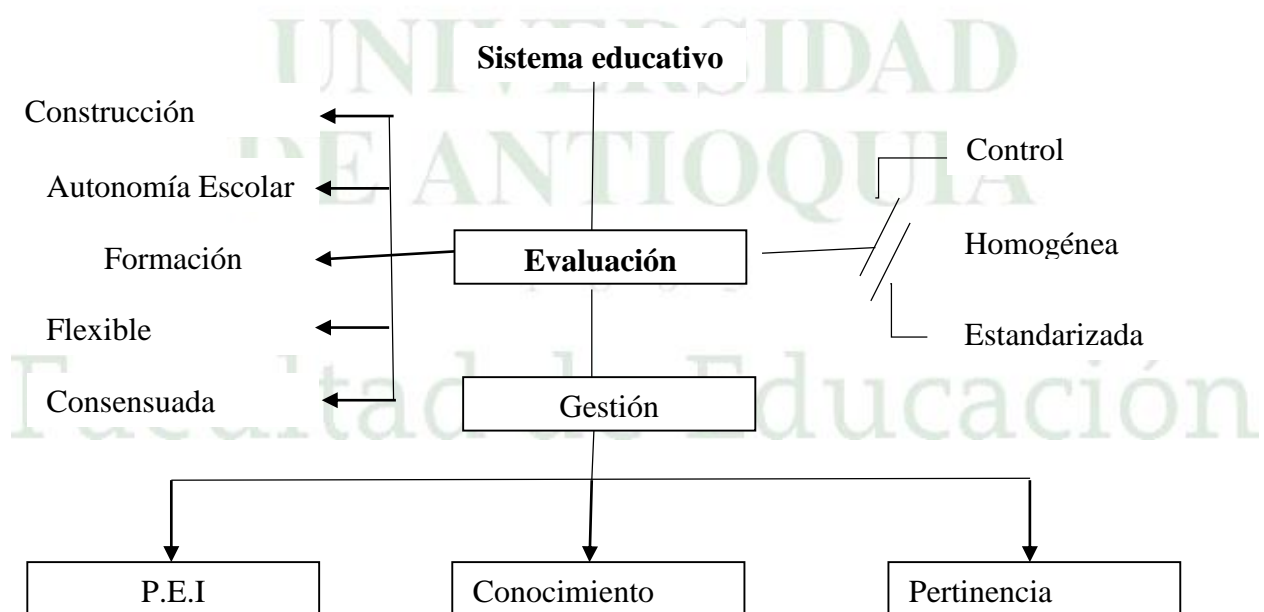 UNIVERSIDAD
Sistema educativo
Construcción
DE ANTIOQUIA
Control
Autonomía Escolar
Formación
Evaluación
Homogénea
Flexible
Estandarizada
Facultad de Educación
Consensuada
Gestión
P.E.I
Conocimiento
Pertinencia